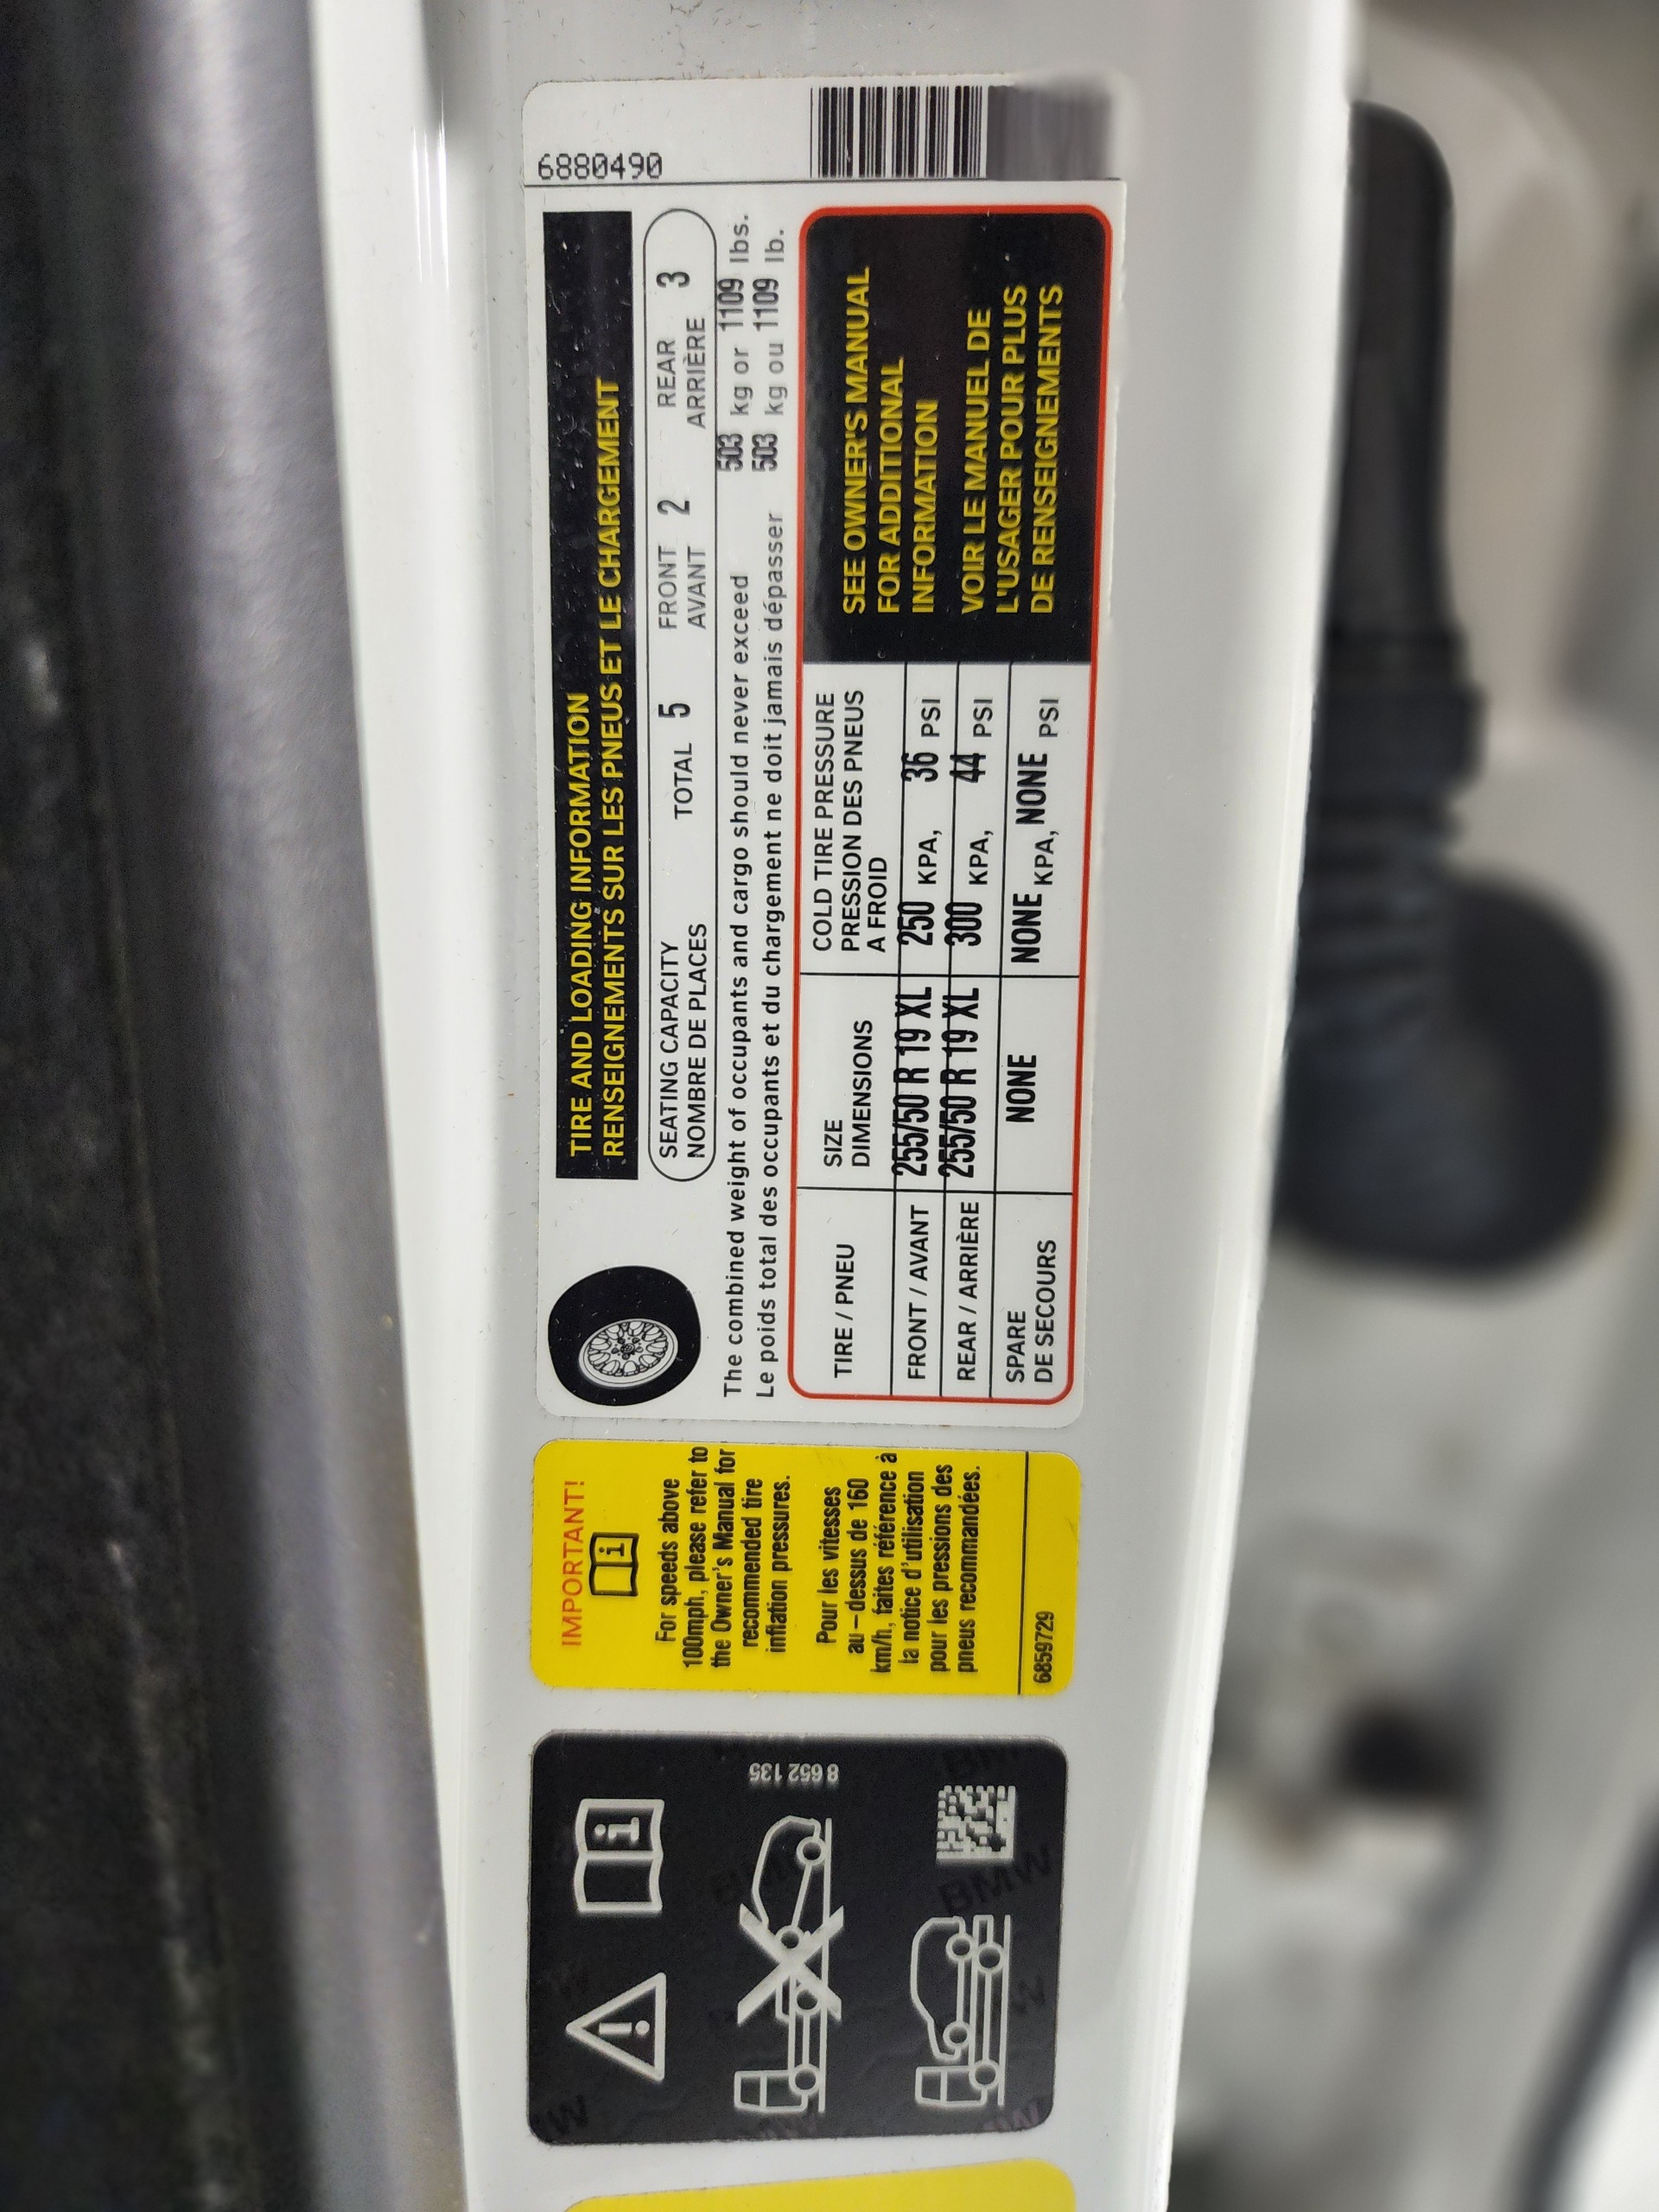 6880490
TIRE AND LOADING INFORMATION
RENSEIGNEMENTS SUR LES PNEUS ET LE CHARGEMENT
SEATING CAPACITY
NOMBRE DE PLACES
TOTAL 5
FRONT
AVANT
2
REAR
ARRIÈRE
3
The combined weight of occupants and cargo should never exceed 503 kg or 1109 lbs.
Le poids total des occupants et du chargement ne doit jamais dépasser 503 kg ou 1109 lb.
TIRE / PNEU
SIZE
DIMENSIONS
COLD TIRE PRESSURE
PRESSION DES PNEUS
A FROID
FRONT / AVANT 255/50 R 19 XL 250 KPA, 36 PSI
REAR / ARRIÈRE 255/50 R 19 XL 300 KPA, 44 PSI
SPARE
DE SECOURS
NONE NONE KPA, NONE PSI
SEE OWNER'S MANUAL
FOR ADDITIONAL
INFORMATION
VOIR LE MANUEL DE
L'USAGER POUR PLUS
DE RENSEIGNEMENTS
IMPORTANT!
For speeds above
100mph, please refer to
the Owner's Manual for
recommended tire
inflation pressures.
Pour les vitesses
au-dessus de 160
km/h, faites référence à
la notice d'utilisation
pour les pressions des
pneus recommandées.
6859729
8 652 135
BMW